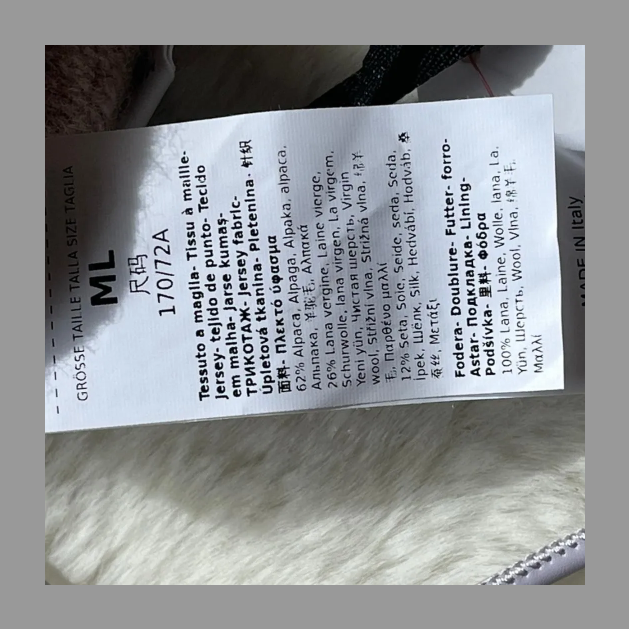 GRÖSSE TAILLE TALLA SIZE TAGLIA
ML
尺码
170/72A
Tessuto a maglia- Tissu à maille-
Jersey- tejido de punto- Tecido
em malha- Jarse kumaş-
ТРИКОТАЖ- Jersey fabric-
Úpletová tkanina- Pletenina- 针织
面料- Πλεκτό ύφασμα
62% Alpaca, Alpaga, Alpaka, alpaca,
Альпака, 羊驼毛, Αλπακά
26% Lana vergine, Laine vierge,
Schurwolle, lana virgen, La virgem,
Yeni yün, Чистая шерсть, Virgin
wool, Střižní vlna, Strižná vlna, 绵羊
毛, Παρθένο μαλλί
12% Seta, Soie, Seide, seda, Seda,
İpek, Шёлк, Silk, Hedvábí, Hodváb, 桑
蚕丝, Μετάξι
Fodera- Doublure- Futter- forro-
Astar- Подкладка- Lining-
Podšívka- 里料- Φόδρα
100% Lana, Laine, Wolle, lana, La,
Yün, Шерсть, Wool, Vlna, 绵羊毛,
Μαλλί
MADE IN Italy